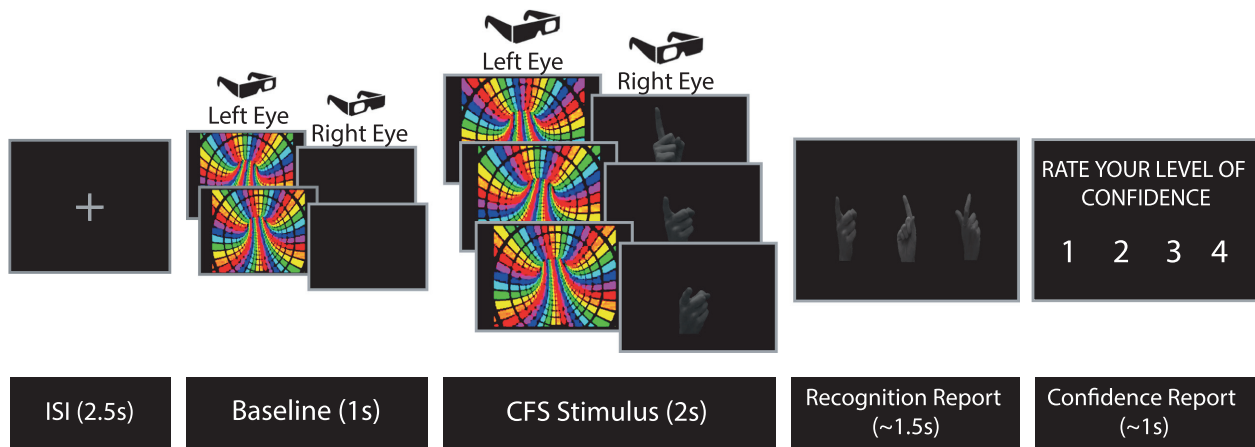 Left Eye
Right Eye
Left Eye
Right Eye
RATE YOUR LEVEL OF
CONFIDENCE
1 2 3 4
ISI (2.5s)
Baseline (1s)
CFS Stimulus (2s)
Recognition Report
(~1.5s)
Confidence Report
(~1s)